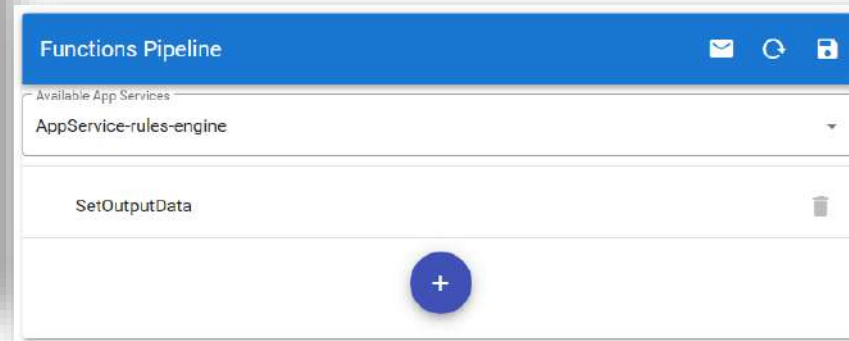 Functions Pipeline
Available App Services
AppService-rules-engine
SetOutputData